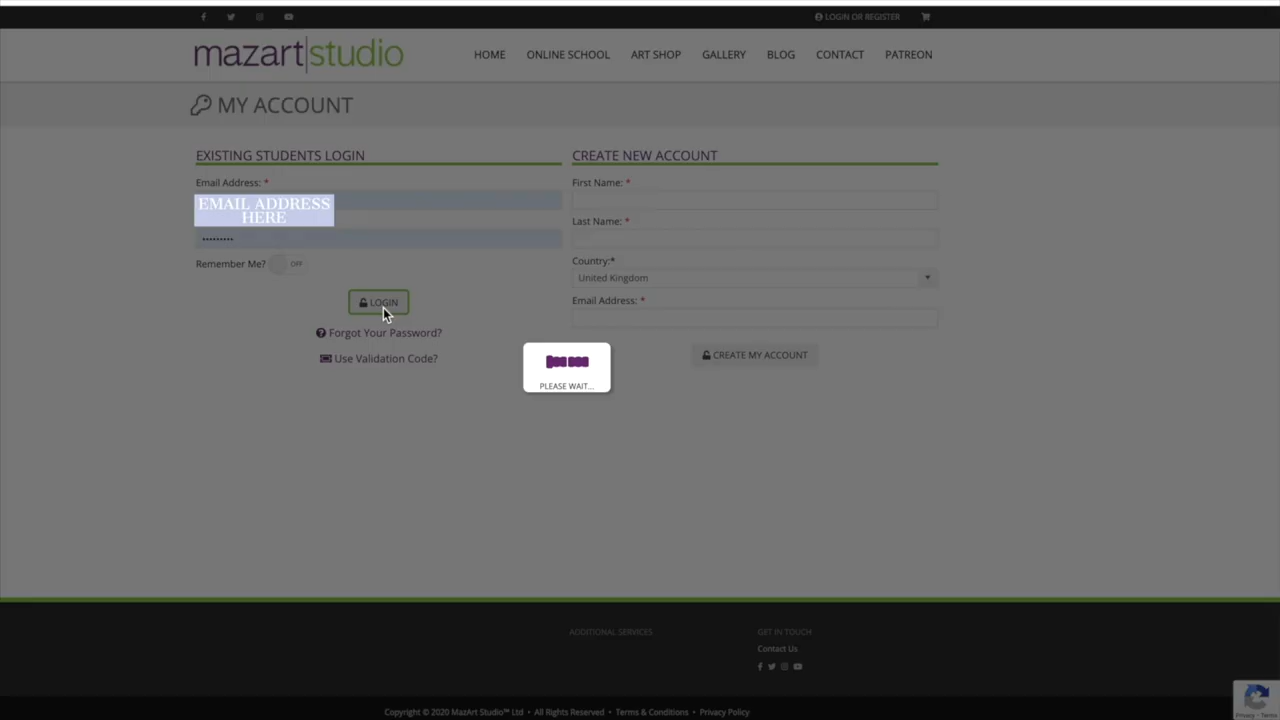 LOGIN OR REGISTER
mazart|studio
HOME
ONLINE SCHOOL
ART SHOP
GALLERY
BLOG
CONTACT
PATREON
MY ACCOUNT
EXISTING STUDENTS LOGIN
Email Address: *
EMAIL ADDRESS
HERE
•••••••••
Remember Me? OFF
LOGIN
Forgot Your Password?
Use Validation Code?
CREATE NEW ACCOUNT
First Name: *
Last Name: *
Country:*
United Kingdom
Email Address: *
CREATE MY ACCOUNT
PLEASE WAIT...
ADDITIONAL SERVICES
GET IN TOUCH
Contact Us
Copyright © 2020 MazArt Studio™ Ltd • All Rights Reserved • Terms & Conditions • Privacy Policy
Privacy - Terms